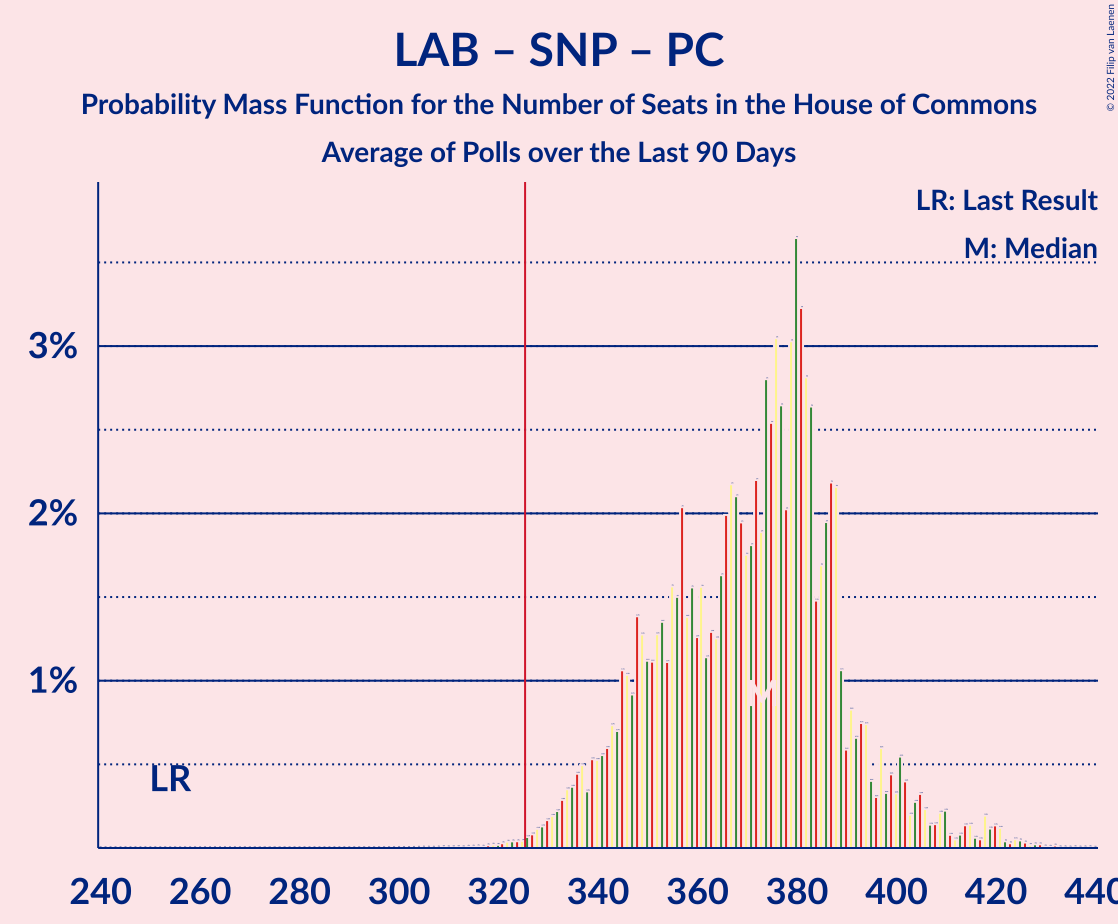 LAB – SNP – PC
Probability Mass Function for the Number of Seats in the House of Commons
Average of Polls over the Last 90 Days
© 2022 Filip van Laenen
LR: Last Result
M: Median
3%
2%
1%
LR
M
240 260 280 300 320 340 360 380 400 420 440